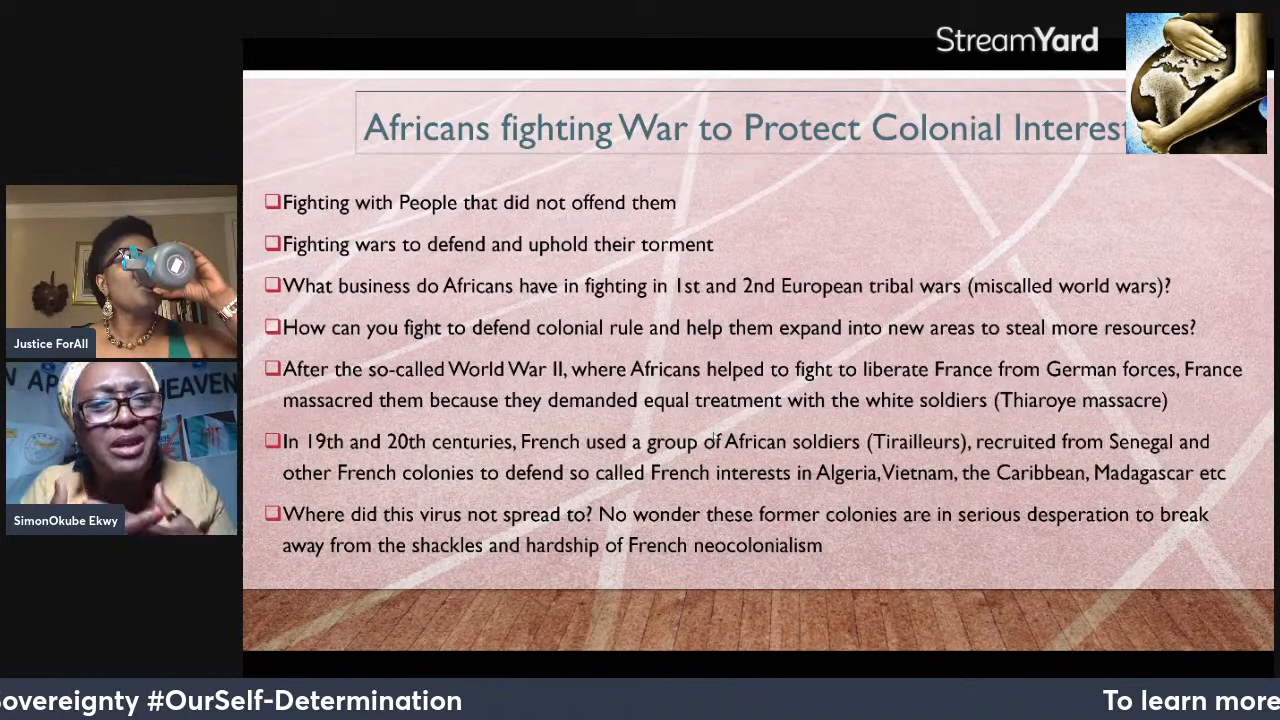 StreamYard
Africans fighting War to Protect Colonial Interest
Fighting with People that did not offend them
Fighting wars to defend and uphold their torment
What business do Africans have in fighting in 1st and 2nd European tribal wars (miscalled world wars)?
How can you fight to defend colonial rule and help them expand into new areas to steal more resources?
After the so-called World War II, where Africans helped to fight to liberate France from German forces, France
massacred them because they demanded equal treatment with the white soldiers (Thiaroye massacre)
In 19th and 20th centuries, French used a group of African soldiers (Tirailleurs), recruited from Senegal and
other French colonies to defend so called French interests in Algeria, Vietnam, the Caribbean, Madagascar etc
Where did this virus not spread to? No wonder these former colonies are in serious desperation to break
away from the shackles and hardship of French neocolonialism
Justice ForAll
N AP HEAVEN
SimonOkube Ekwy
overeignty #OurSelf-Determination
To learn more